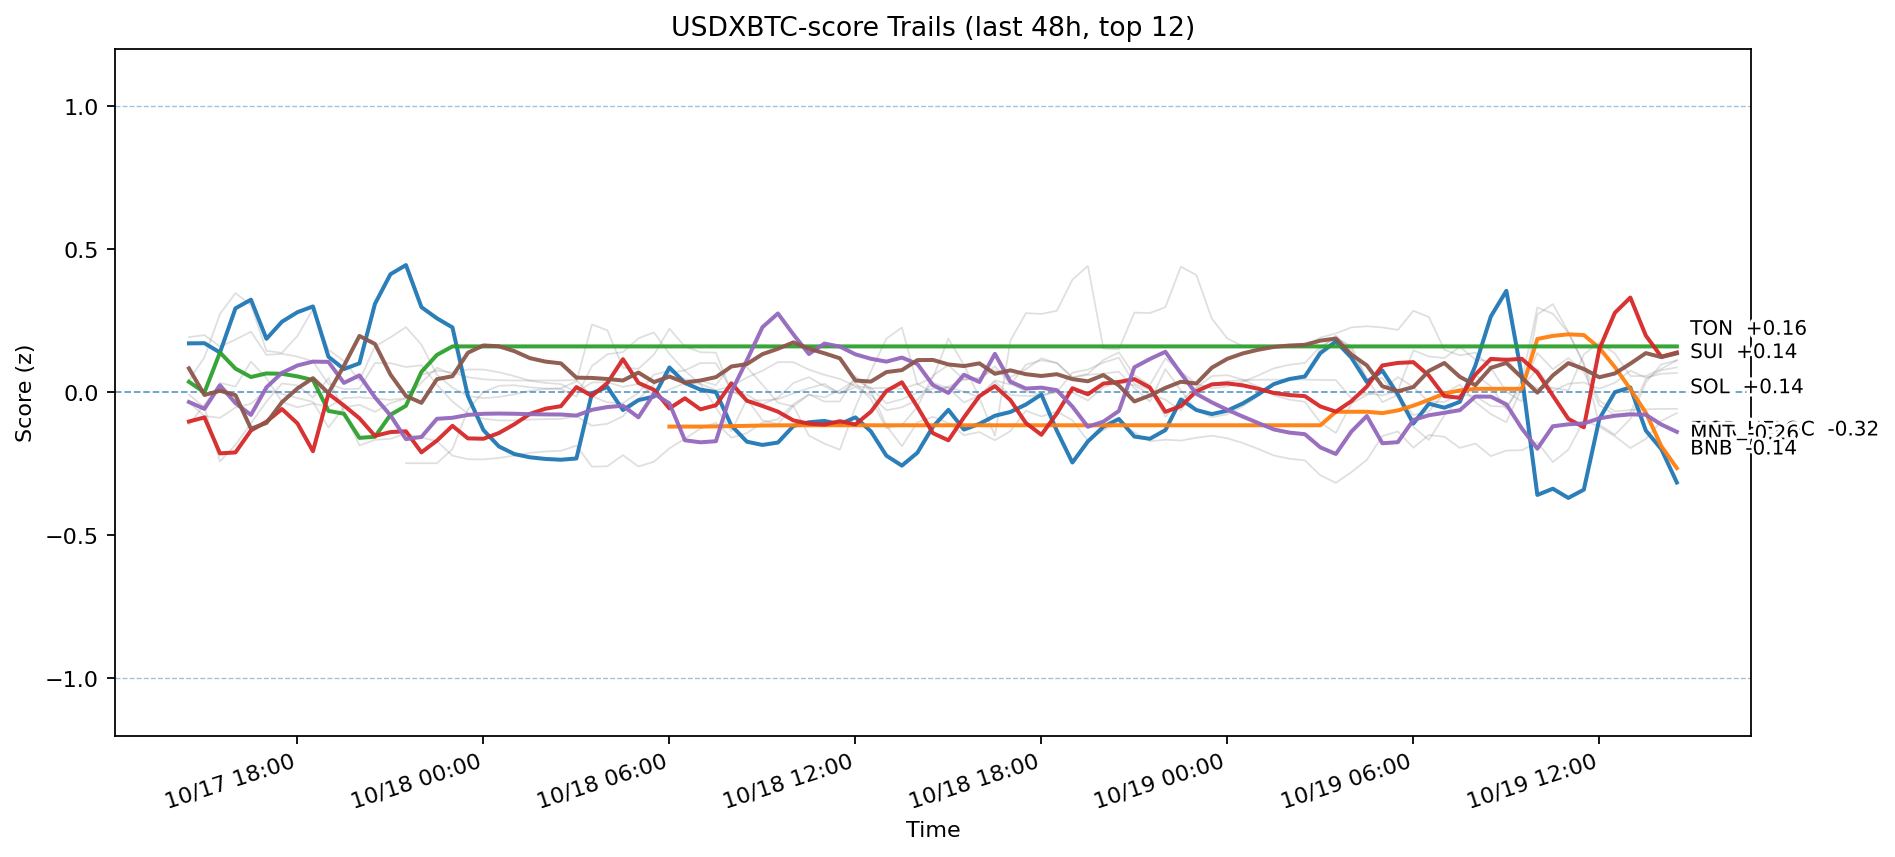 USDXBTC-score Trails (last 48h, top 12)
Score (z)
1.0
0.5
0.0
−0.5
−1.0
TON +0.16
SUI +0.14
SOL +0.14
-0.32
MNT -0.26
BNB -0.14
10/17 18:00
10/18 00:00
10/18 06:00
10/18 12:00
10/18 18:00
10/19 00:00
10/19 06:00
10/19 12:00
Time